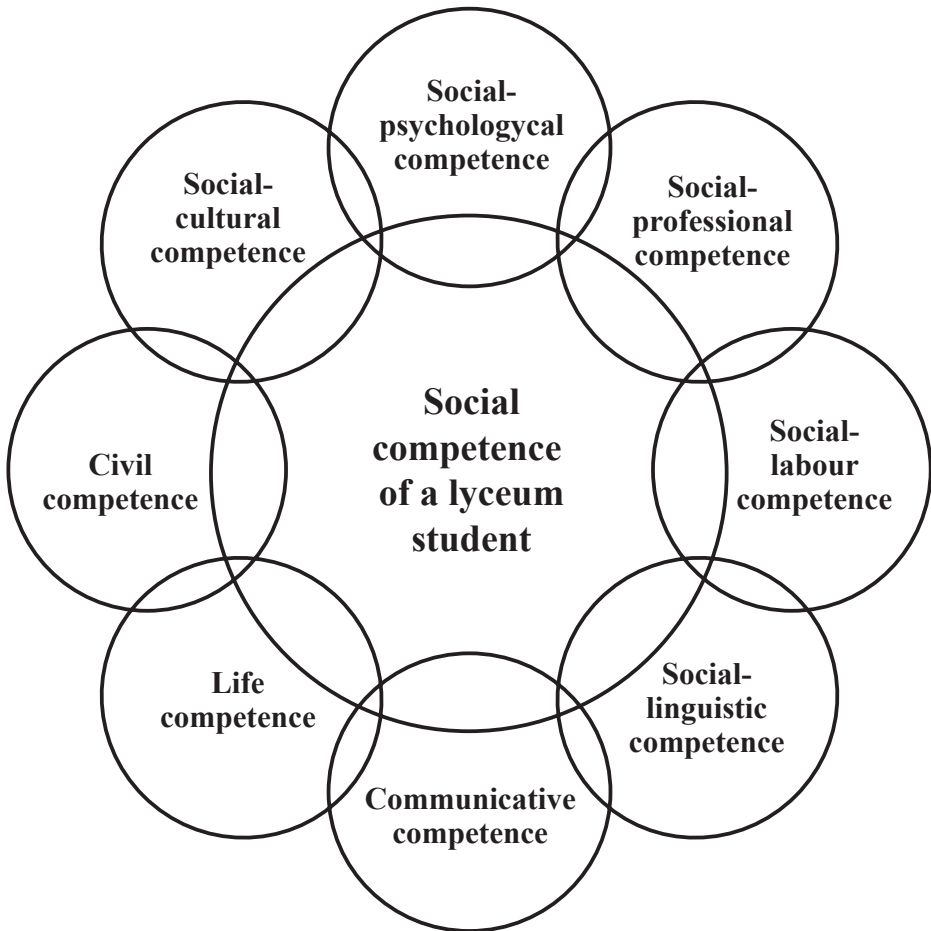 Social-
psychologycal
competence
Social-
cultural
competence
Social-
professional
competence
Social
competence
of a lyceum
student
Civil
competence
Social-
labour
competence
Life
competence
Social-
linguistic
competence
Communicative
competence